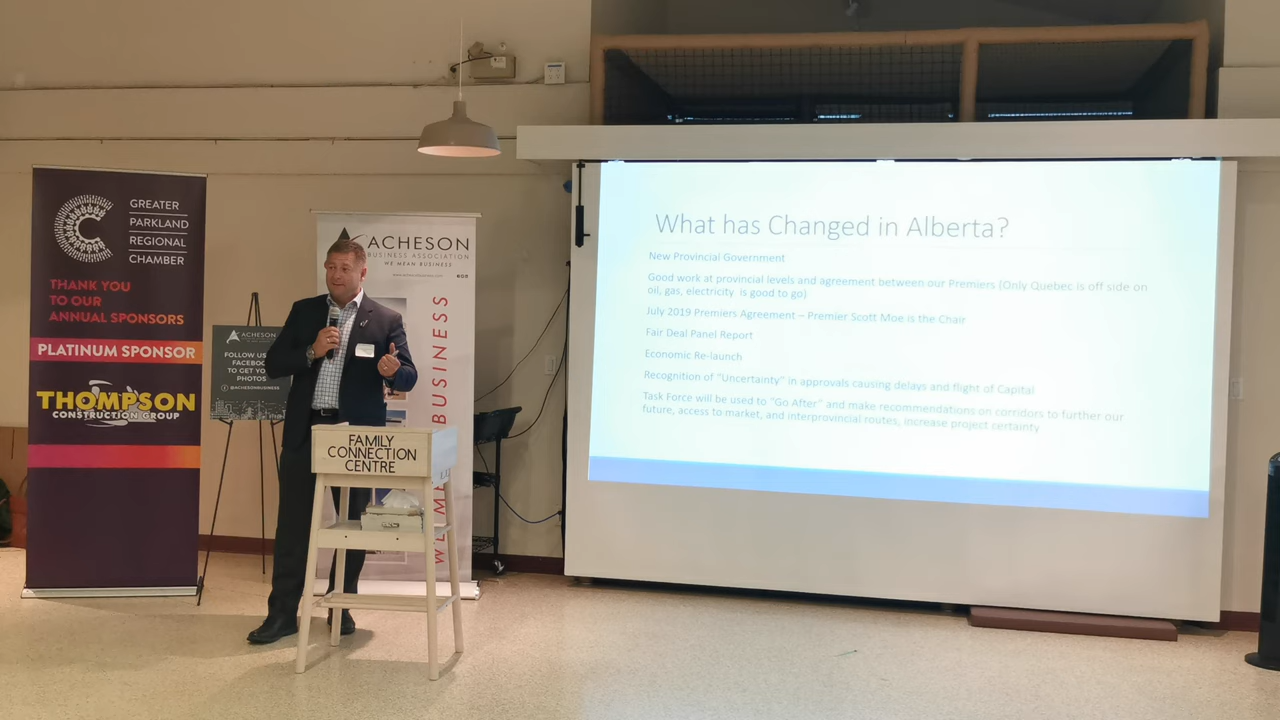 GREATER
PARKLAND
REGIONAL
CHAMBER
THANK YOU
TO OUR
ANNUAL SPONSORS
PLATINUM SPONSOR
THOMPSON
CONSTRUCTION GROUP
ACHESON
FOLLOW US
FACEBOO
TO GET YO
PHOTOS
@ACHESONBUSINESS
ACHESON
BUSINESS ASSOCIATION
WE MEAN BUSINESS
BUSINESS
FAMILY
CONNECTION
CENTRE
What has Changed in Alberta?
New Provincial Government
Good work at provincial levels and agreement between our Premiers (Only Quebec is off side on
oil, gas, electricity is good to go)
July 2019 Premiers Agreement – Premier Scott Moe is the Chair
Fair Deal Panel Report
Economic Re-launch
Recognition of "Uncertainty" in approvals causing delays and flight of Capital
Task Force will be used to "Go After" and make recommendations on corridors to further our
future, access to market, and interprovincial routes, increase project certainty